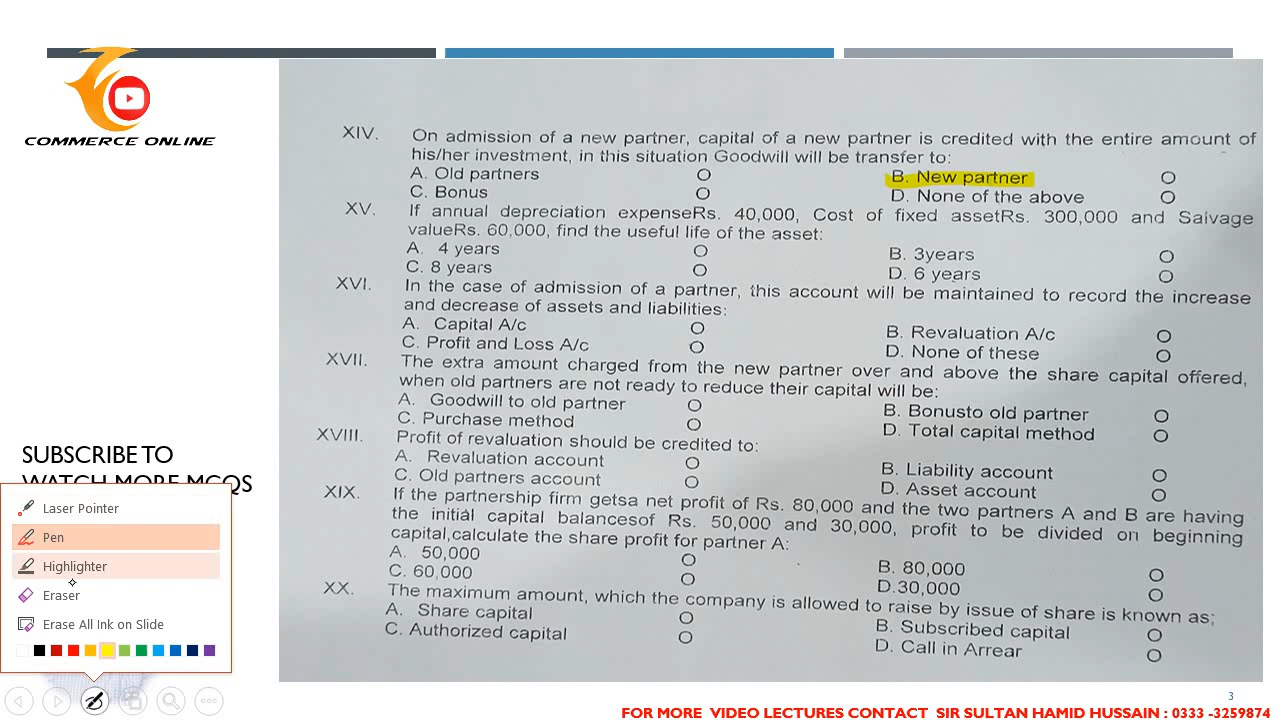 COMMERCE ONLINE
XIV. On admission of a new partner, capital of a new partner is credited with the entire amount of
his/her investment, in this situation Goodwill will be transfer to:
A. Old partners O B. New partner O
C. Bonus O D. None of the above O
XV. If annual depreciation expenseRs. 40,000, Cost of fixed assetRs. 300,000 and Salvage
valueRs. 60,000, find the useful life of the asset:
A. 4 years O B. 3years O
C. 8 years O D. 6 years O
XVI. In the case of admission of a partner, this account will be maintained to record the increase
and decrease of assets and liabilities:
A. Capital A/c O B. Revaluation A/c O
C. Profit and Loss A/c O D. None of these O
XVII. The extra amount charged from the new partner over and above the share capital offered,
when old partners are not ready to reduce their capital will be:
A. Goodwill to old partner O B. Bonusto old partner O
C. Purchase method O D. Total capital method O
XVIII. Profit of revaluation should be credited to:
A. Revaluation account O B. Liability account O
C. Old partners account O D. Asset account O
XIX. If the partnership firm getsa net profit of Rs. 80,000 and the two partners A and B are having
the initial capital balancesof Rs. 50,000 and 30,000, profit to be divided on beginning
capital,calculate the share profit for partner A:
A. 50,000 O B. 80,000 O
C. 60,000 O D.30,000 O
XX. The maximum amount, which the company is allowed to raise by issue of share is known as;
A. Share capital O B. Subscribed capital O
C. Authorized capital O D. Call in Arrear O
SUBSCRIBE TO
WATCH MORE MCQS
Laser Pointer
Pen
Highlighter
Eraser
Erase All Ink on Slide
3
FOR MORE VIDEO LECTURES CONTACT SIR SULTAN HAMID HUSSAIN : 0333 -3259874